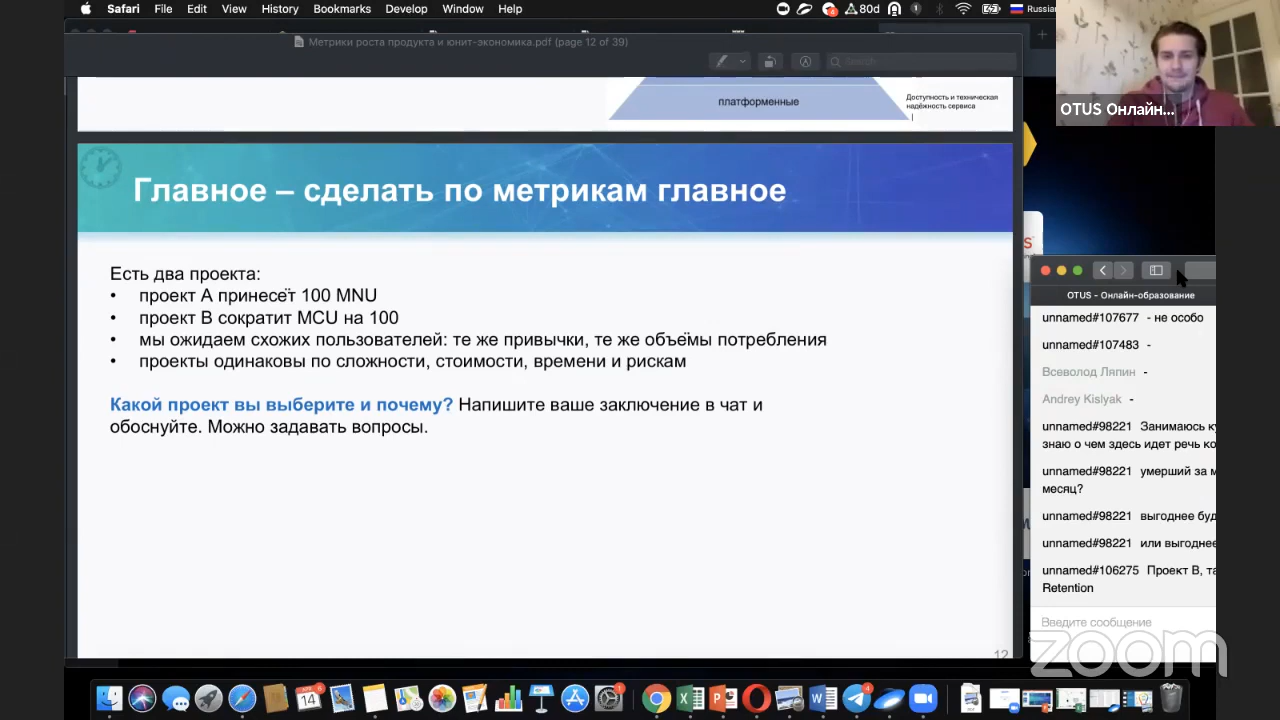 Safari File Edit View History Bookmarks Develop Window Help 80d Russian
Метрики роста продукта и юнит-экономика.pdf (page 12 of 39)
Search
платформенные
Доступность и техническая
надёжность сервиса
Главное – сделать по метрикам главное
Есть два проекта:
• проект А принесёт 100 MNU
• проект B сократит MCU на 100
• мы ожидаем схожих пользователей: те же привычки, те же объёмы потребления
• проекты одинаковы по сложности, стоимости, времени и рискам
Какой проект вы выберите и почему? Напишите ваше заключение в чат и
обоснуйте. Можно задавать вопросы.
12
OTUS Онлайн...
OTUS - Онлайн-образование
unnamed#107677 - не особо
unnamed#107483 -
Всеволод Ляпин -
Andrey Kislyak -
unnamed#98221 Занимаюсь
знаю о чем здесь идет речь
unnamed#98221 умерший за
месяц?
unnamed#98221 выгоднее
unnamed#98221 или выгоднее
unnamed#106275 Проект В,
Retention
Введите сообщение
zoom
14